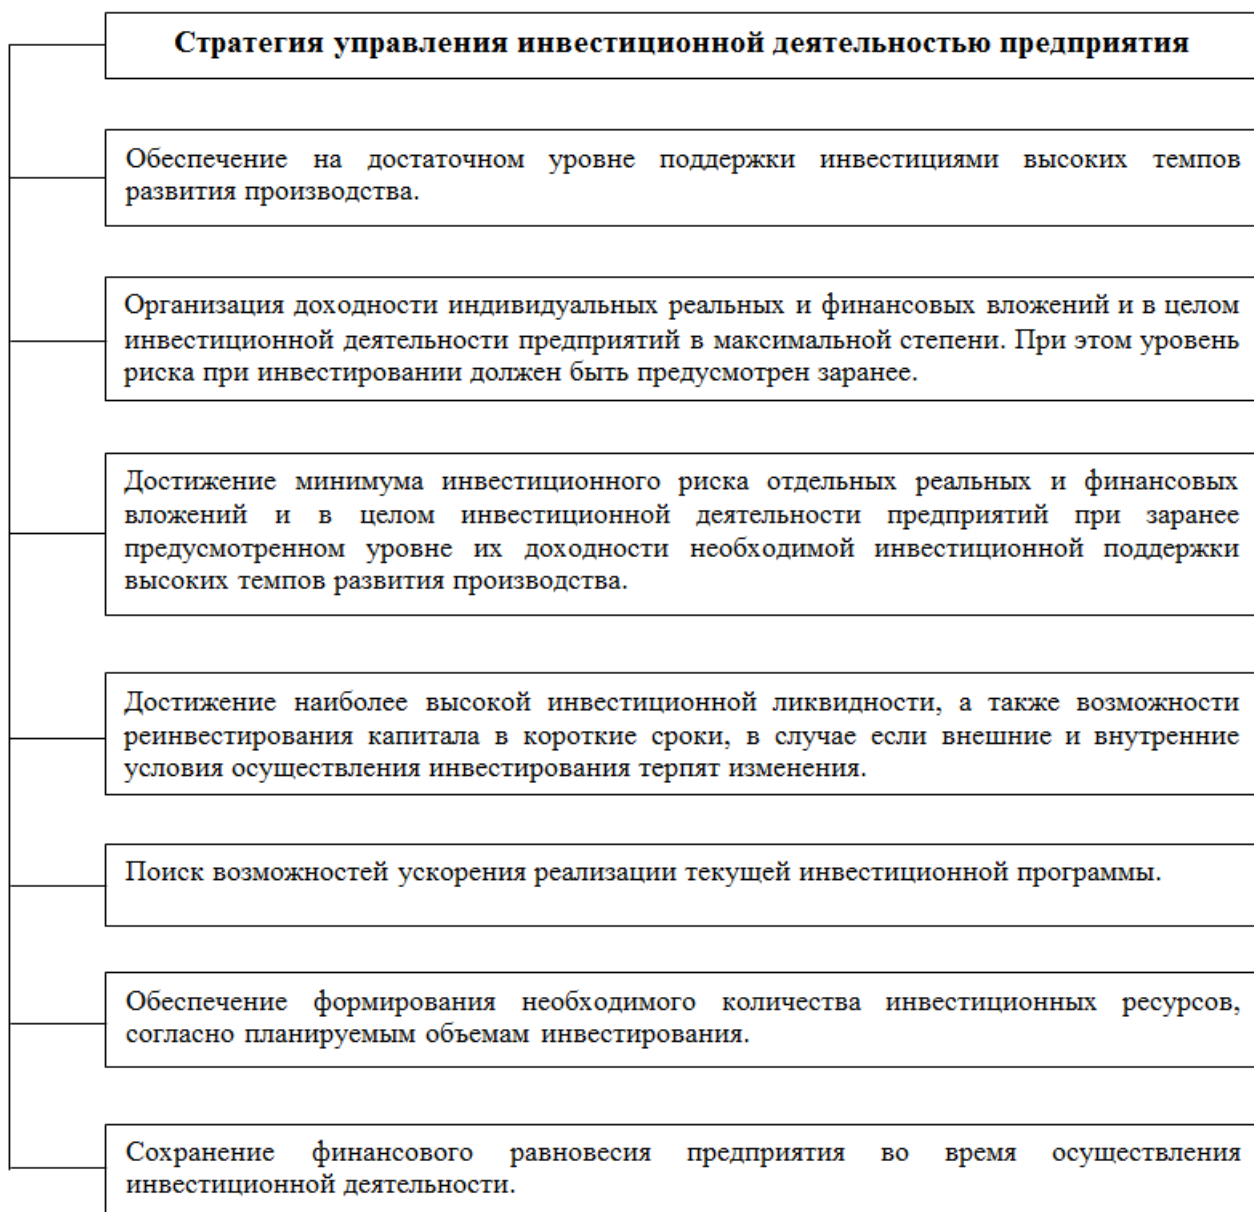 Стратегия управления инвестиционной деятельностью предприятия
Обеспечение на достаточном уровне поддержки инвестициями высоких темпов
развития производства.
Организация доходности индивидуальных реальных и финансовых вложений и в целом
инвестиционной деятельности предприятий в максимальной степени. При этом уровень
риска при инвестировании должен быть предусмотрен заранее.
Достижение минимума инвестиционного риска отдельных реальных и финансовых
вложений и в целом инвестиционной деятельности предприятий при заранее
предусмотренном уровне их доходности необходимой инвестиционной поддержки
высоких темпов развития производства.
Достижение наиболее высокой инвестиционной ликвидности, а также возможности
реинвестирования капитала в короткие сроки, в случае если внешние и внутренние
условия осуществления инвестирования терпят изменения.
Поиск возможностей ускорения реализации текущей инвестиционной программы.
Обеспечение формирования необходимого количества инвестиционных ресурсов,
согласно планируемым объемам инвестирования.
Сохранение финансового равновесия предприятия во время осуществления
инвестиционной деятельности.